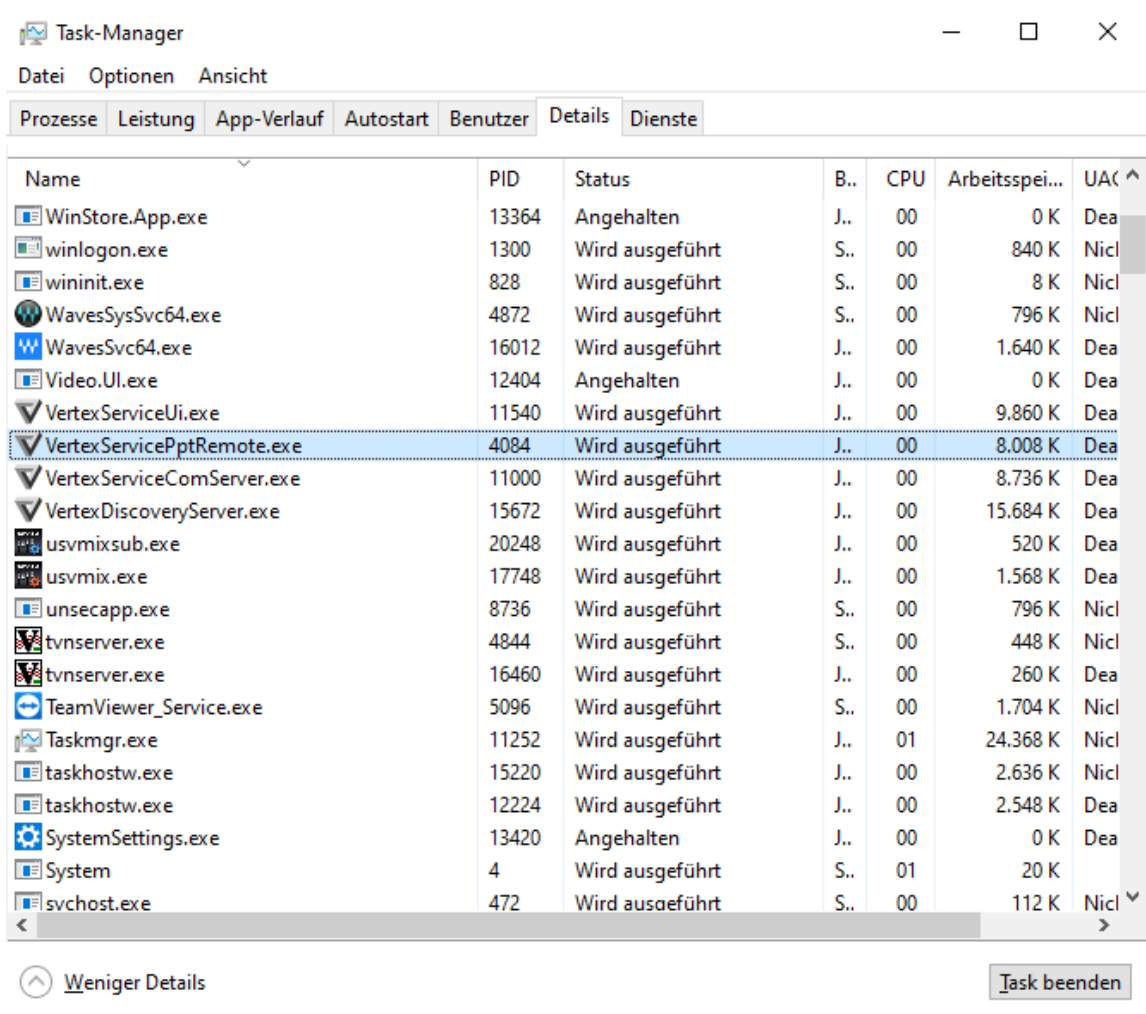 Task-Manager
Datei Optionen Ansicht
Prozesse Leistung App-Verlauf Autostart Benutzer Details Dienste
Name PID Status B.. CPU Arbeitsspei... UAC
WinStore.App.exe 13364 Angehalten J.. 00 0 K Dea
winlogon.exe 1300 Wird ausgeführt S.. 00 840 K Nicl
wininit.exe 828 Wird ausgeführt S.. 00 8 K Nicl
WavesSysSvc64.exe 4872 Wird ausgeführt S.. 00 796 K Nicl
WavesSvc64.exe 16012 Wird ausgeführt J.. 00 1.640 K Dea
Video.UI.exe 12404 Angehalten J.. 00 0 K Dea
VertexServiceUi.exe 11540 Wird ausgeführt J.. 00 9.860 K Dea
VertexServicePptRemote.exe 4084 Wird ausgeführt J.. 00 8.008 K Dea
VertexServiceComServer.exe 11000 Wird ausgeführt J.. 00 8.736 K Dea
VertexDiscoveryServer.exe 15672 Wird ausgeführt J.. 00 15.684 K Dea
usvmixsub.exe 20248 Wird ausgeführt J.. 00 520 K Dea
usvmix.exe 17748 Wird ausgeführt J.. 00 1.568 K Dea
unsecapp.exe 8736 Wird ausgeführt S.. 00 796 K Nicl
tvnserver.exe 4844 Wird ausgeführt S.. 00 448 K Nicl
tvnserver.exe 16460 Wird ausgeführt J.. 00 260 K Dea
TeamViewer_Service.exe 5096 Wird ausgeführt S.. 00 1.704 K Nicl
Taskmgr.exe 11252 Wird ausgeführt J.. 01 24.368 K Nicl
taskhostw.exe 15220 Wird ausgeführt J.. 00 2.636 K Nicl
taskhostw.exe 12224 Wird ausgeführt J.. 00 2.548 K Dea
SystemSettings.exe 13420 Angehalten J.. 00 0 K Dea
System 4 Wird ausgeführt S.. 01 20 K
svchost.exe 472 Wird ausgeführt S.. 00 112 K Nicl
Weniger Details Task beenden